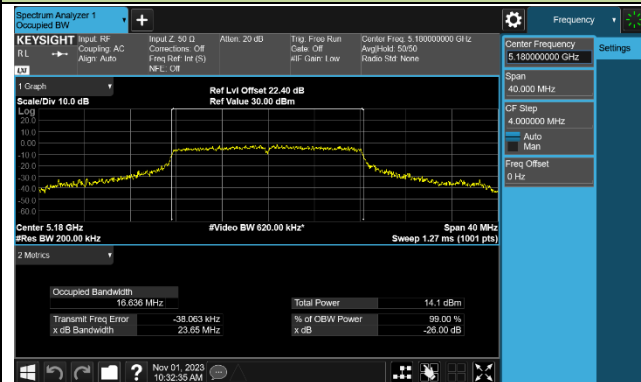 Spectrum Analyzer 1
Occupied BW
Frequency
KEYSIGHT
Input: RF
Coupling: AC
Align: Auto
Input Z: 50 Ω
Corrections: Off
Freq Ref: Int (S)
NFE: Off
Atten: 20 dB
Trig: Free Run
Gate: Off
#IF Gain: Low
Center Freq: 5.180000000 GHz
Avg|Hold: 50/50
Radio Std: None
RL
LXI
Center Frequency
5.180000000 GHz
Settings
Span
40.000 MHz
CF Step
4.000000 MHz
Auto
Man
Freq Offset
0 Hz
1 Graph
Scale/Div 10.0 dB
Ref Lvl Offset 22.40 dB
Ref Value 30.00 dBm
Log
20.0
10.0
0.00
-10.0
-20.0
-30.0
-40.0
-50.0
60.0
Center 5.18 GHz
#Res BW 200.00 kHz
#Video BW 620.00 kHz*
Span 40 MHz
Sweep 1.27 ms (1001 pts)
2 Metrics
Occupied Bandwidth
16.636 MHz
Total Power 14.1 dBm
Transmit Freq Error -38.063 kHz
% of OBW Power 99.00 %
x dB Bandwidth 23.65 MHz
x dB -26.00 dB
?
Nov 01, 2023
10:32:35 AM